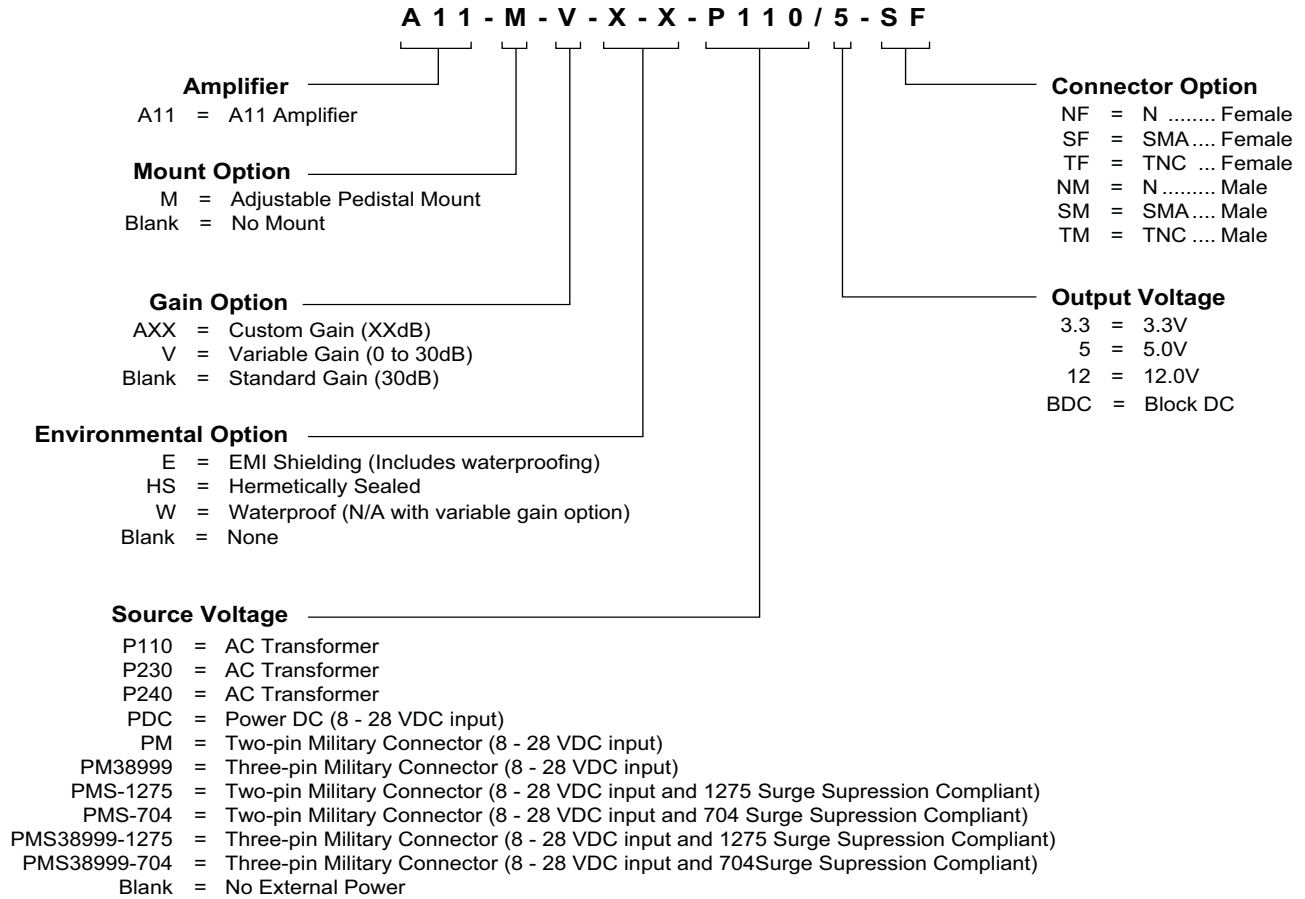 A11-M-V-X-X-P110/5-SF
Amplifier
A11 = A11 Amplifier
Mount Option
M = Adjustable Pedistal Mount
Blank = No Mount
Gain Option
AXX = Custom Gain (XXdB)
V = Variable Gain (0 to 30dB)
Blank = Standard Gain (30dB)
Environmental Option
E = EMI Shielding (Includes waterproofing)
HS = Hermetically Sealed
W = Waterproof (N/A with variable gain option)
Blank = None
Source Voltage
P110 = AC Transformer
P230 = AC Transformer
P240 = AC Transformer
PDC = Power DC (8 - 28 VDC input)
PM = Two-pin Military Connector (8 - 28 VDC input)
PM38999 = Three-pin Military Connector (8 - 28 VDC input)
PMS-1275 = Two-pin Military Connector (8 - 28 VDC input and 1275 Surge Supression Compliant)
PMS-704 = Two-pin Military Connector (8 - 28 VDC input and 704 Surge Supression Compliant)
PMS38999-1275 = Three-pin Military Connector (8 - 28 VDC input and 1275 Surge Supression Compliant)
PMS38999-704 = Three-pin Military Connector (8 - 28 VDC input and 704Surge Supression Compliant)
Blank = No External Power
Connector Option
NF = N ........ Female
SF = SMA .... Female
TF = TNC ... Female
NM = N ......... Male
SM = SMA .... Male
TM = TNC .... Male
Output Voltage
3.3 = 3.3V
5 = 5.0V
12 = 12.0V
BDC = Block DC